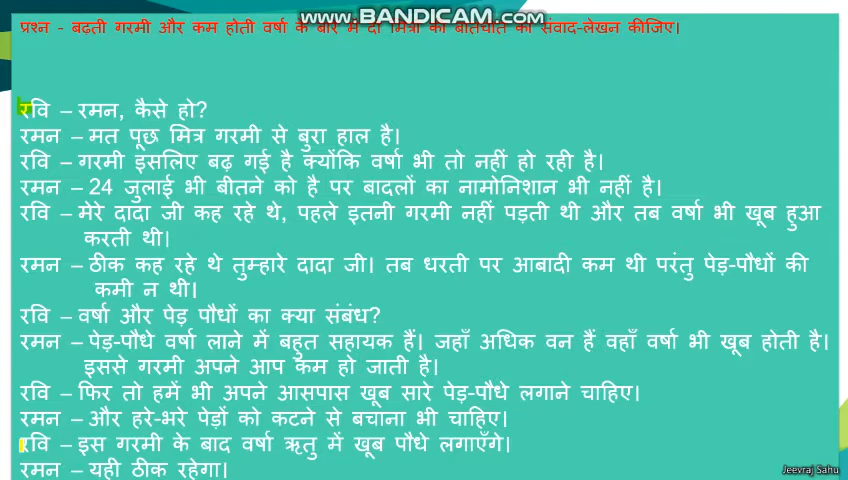 www.BANDICAM.com
प्रश्न - बढ़ती गरमी और कम होती वर्षा के बारे में दो मित्रों की बातचीत का संवाद-लेखन कीजिए।
रवि – रमन, कैसे हो?
रमन – मत पूछ मित्र गरमी से बुरा हाल है।
रवि – गरमी इसलिए बढ़ गई है क्योंकि वर्षा भी तो नहीं हो रही है।
रमन – 24 जुलाई भी बीतने को है पर बादलों का नामोनिशान भी नहीं है।
रवि – मेरे दादा जी कह रहे थे, पहले इतनी गरमी नहीं पड़ती थी और तब वर्षा भी खूब हुआ
करती थी।
रमन – ठीक कह रहे थे तुम्हारे दादा जी। तब धरती पर आबादी कम थी परंतु पेड़-पौधों की
कमी न थी।
रवि – वर्षा और पेड़ पौधों का क्या संबंध?
रमन – पेड़-पौधे वर्षा लाने में बहुत सहायक हैं। जहाँ अधिक वन हैं वहाँ वर्षा भी खूब होती है।
इससे गरमी अपने आप कम हो जाती है।
रवि – फिर तो हमें भी अपने आसपास खूब सारे पेड़-पौधे लगाने चाहिए।
रमन – और हरे-भरे पेड़ों को कटने से बचाना भी चाहिए।
रवि – इस गरमी के बाद वर्षा ऋतु में खूब पौधे लगाएँगे।
रमन – यही ठीक रहेगा।
Jeevraj Sahu